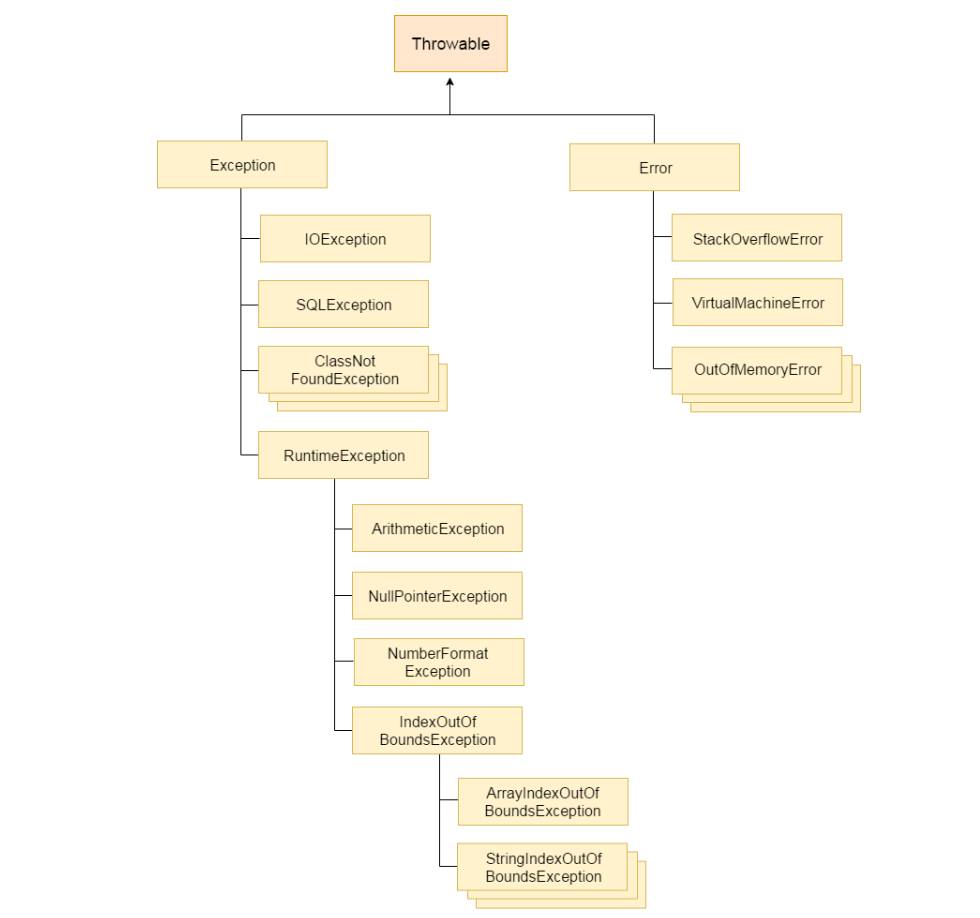 Throwable
Exception
Error
IOException
StackOverflowError
SQLException
VirtualMachineError
ClassNot
FoundException
OutOfMemoryError
RuntimeException
ArithmeticException
NullPointerException
NumberFormat
Exception
IndexOutOf
BoundsException
ArrayIndexOutOf
BoundsException
StringIndexOutOf
BoundsException